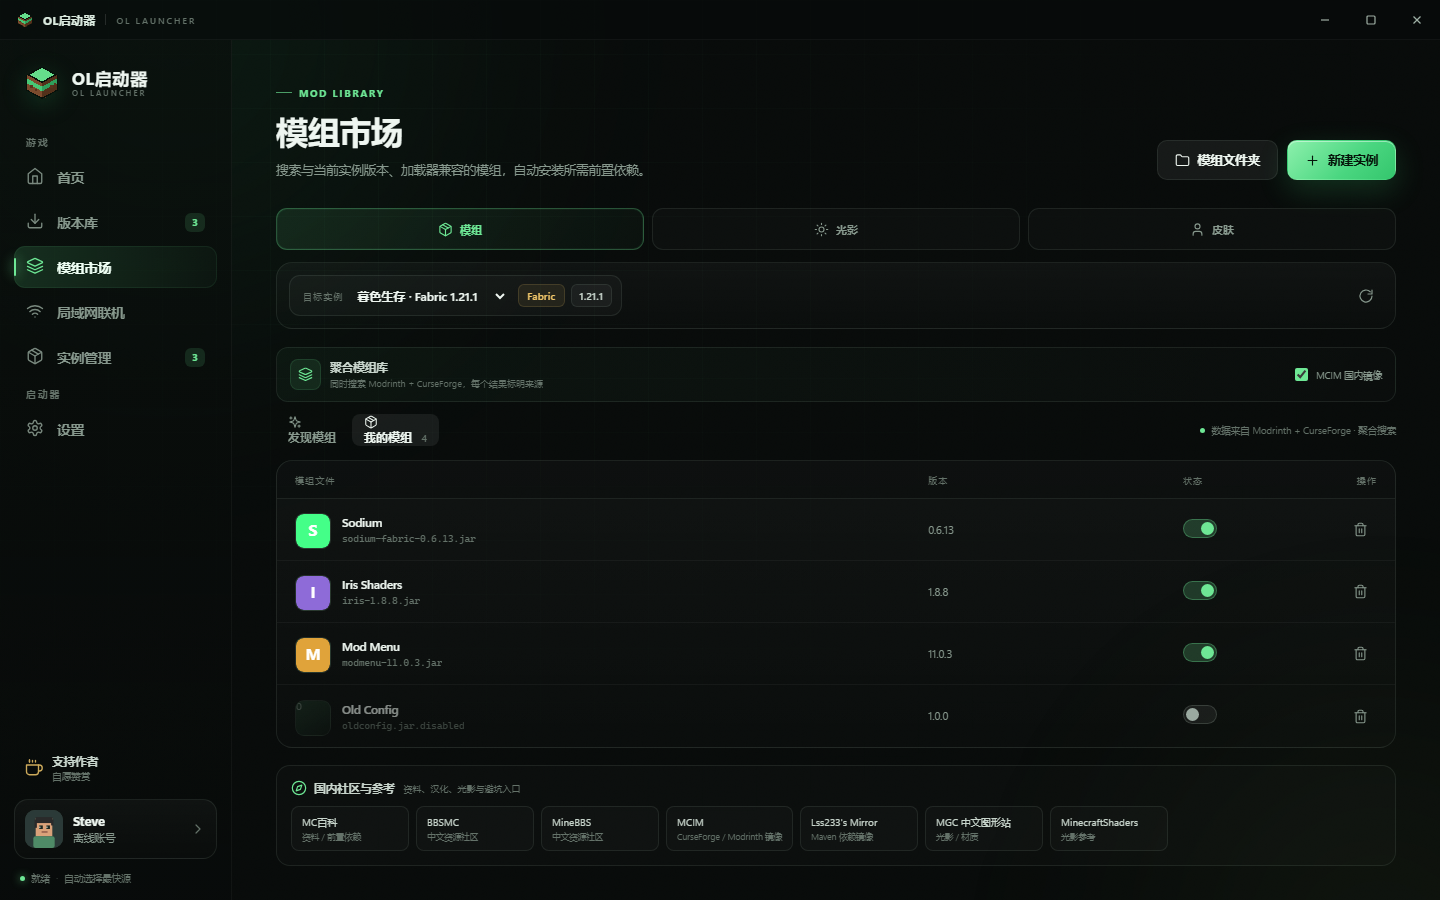 OL启动器 OL LAUNCHER
OL启动器
OL LAUNCHER
游戏
首页
版本库 3
模组市场
局域网联机
实例管理 3
启动器
设置
支持作者
自愿赞赏
Steve
离线账号
就绪 · 自动选择最快源
MOD LIBRARY
模组市场
搜索与当前实例版本、加载器兼容的模组，自动安装所需前置依赖。
模组文件夹
新建实例
模组
光影
皮肤
目标实例 暮色生存 · Fabric 1.21.1 Fabric 1.21.1
聚合模组库
同时搜索 Modrinth + CurseForge，每个结果标明来源
MCIM 国内镜像
发现模组
我的模组 4
数据来自 Modrinth + CurseForge · 聚合搜索
模组文件 版本 状态 操作
S Sodium 0.6.13
sodium-fabric-0.6.13.jar
I Iris Shaders 1.8.8
iris-1.8.8.jar
M Mod Menu 11.0.3
modmenu-11.0.3.jar
O Old Config 1.0.0
oldconfig.jar.disabled
国内社区与参考 资料、汉化、光影与避坑入口
MC百科
资料 / 前置依赖
BBSMC
中文资源社区
MineBBS
中文资源社区
MCIM
CurseForge / Modrinth 镜像
Lss233's Mirror
Maven 依赖镜像
MGC 中文图形站
光影 / 材质
MinecraftShaders
光影参考